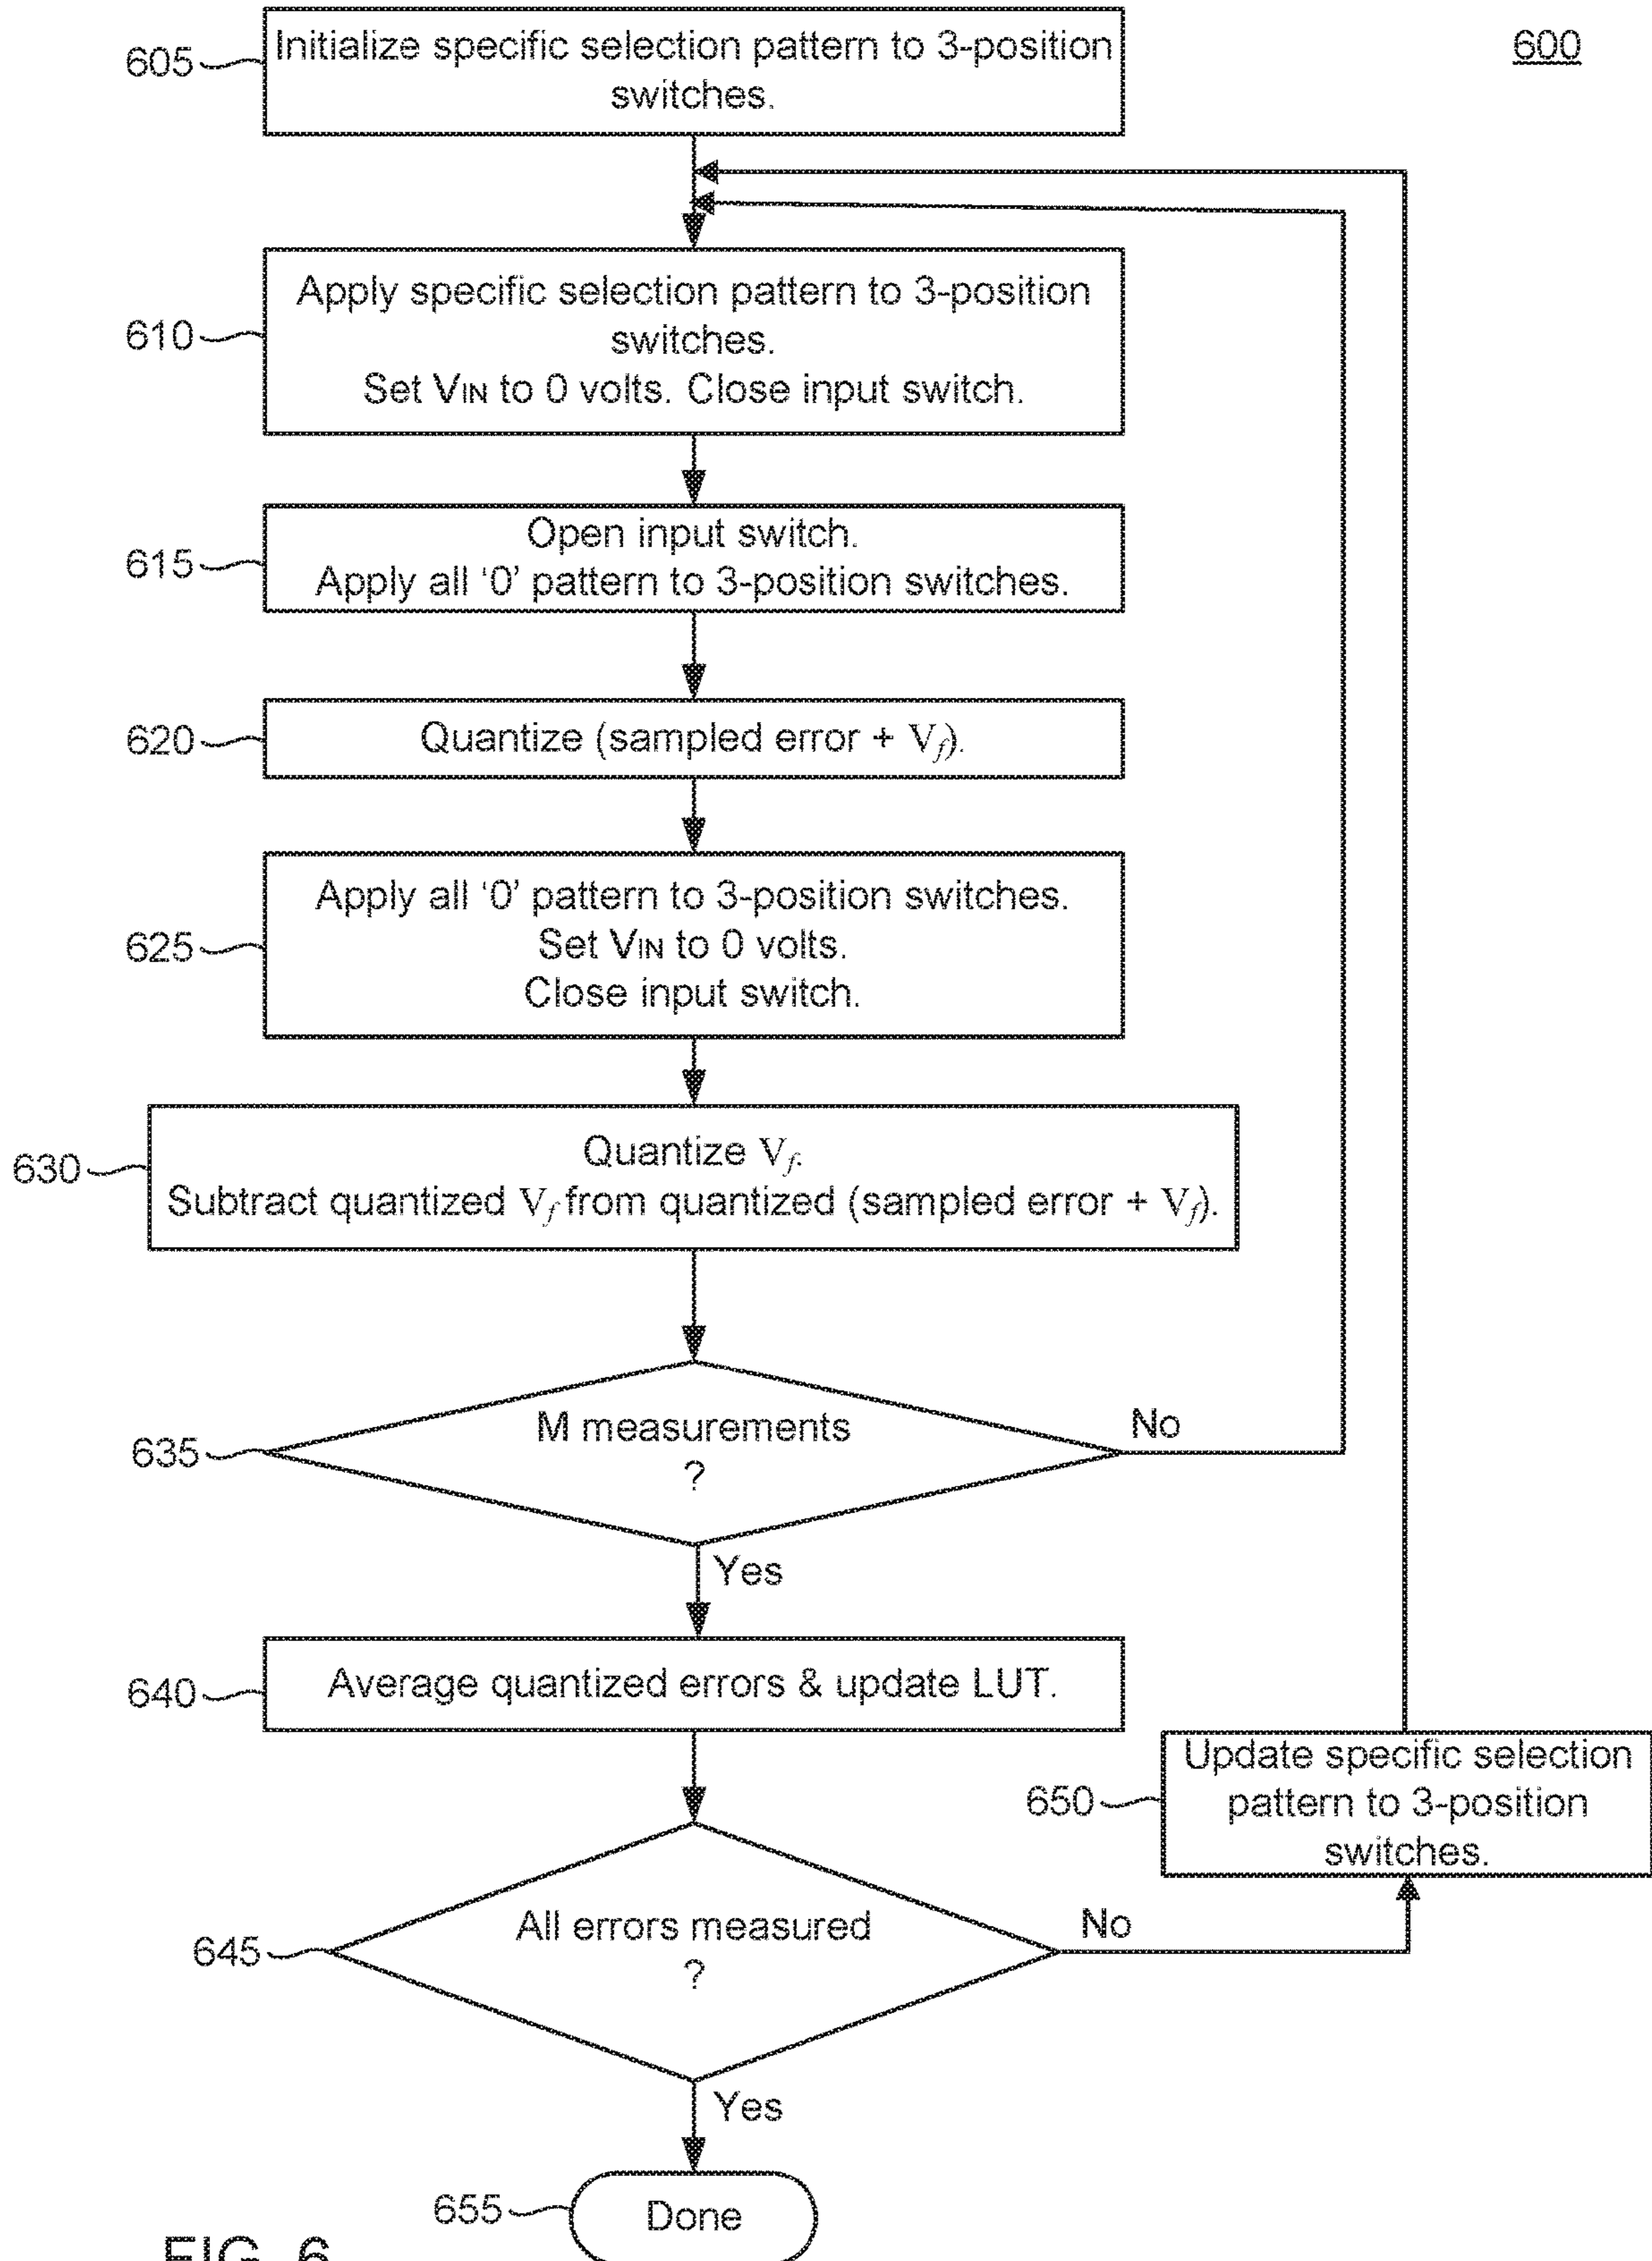 600
605
Initialize specific selection pattern to 3-position
switches.
610
Apply specific selection pattern to 3-position
switches.
Set VIN to 0 volts. Close input switch.
615
Open input switch.
Apply all ‘0’ pattern to 3-position switches.
620
Quantize (sampled error + Vf).
625
Apply all ‘0’ pattern to 3-position switches.
Set VIN to 0 volts.
Close input switch.
630
Quantize Vf.
Subtract quantized Vf from quantized (sampled error + Vf).
635
M measurements
?
No
Yes
640
Average quantized errors & update LUT.
650
Update specific selection
pattern to 3-position
switches.
645
All errors measured
?
No
Yes
655
Done
FIG. 6